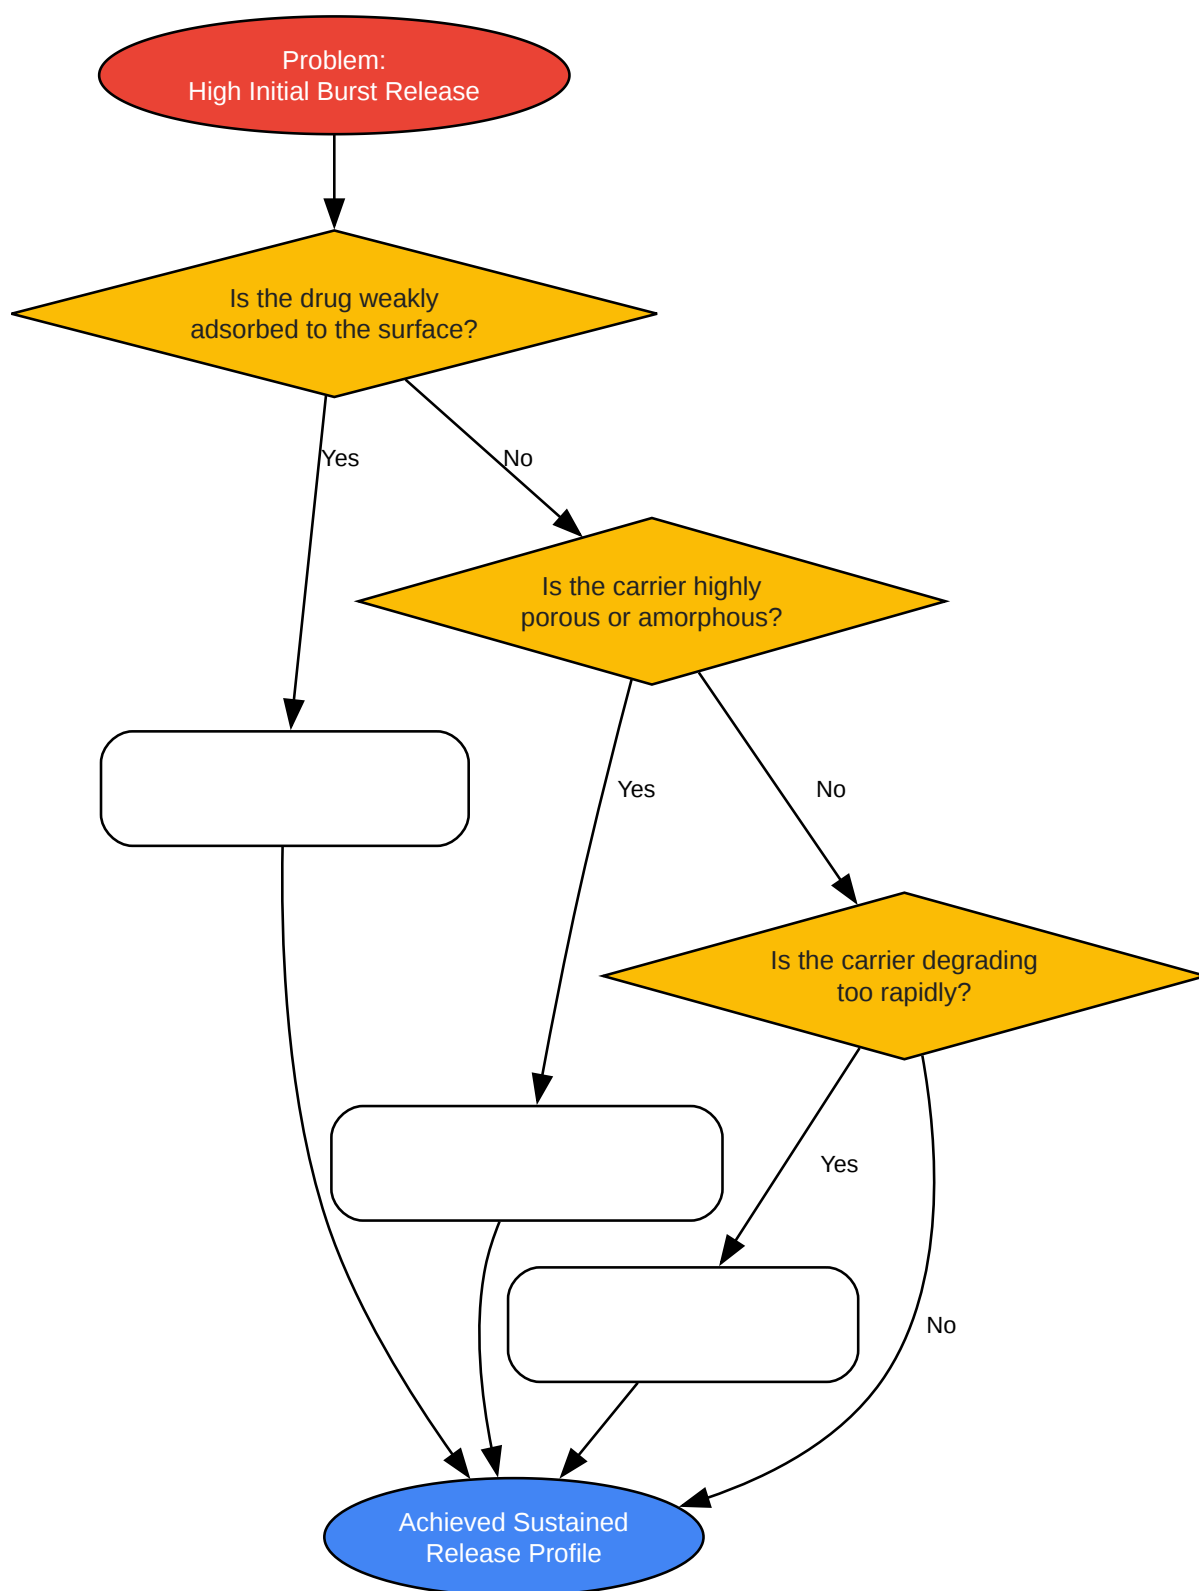 Problem:
High Initial Burst Release
Is the drug weakly
adsorbed to the surface?
Yes
No
Is the carrier highly
porous or amorphous?
Yes
No
Is the carrier degrading
too rapidly?
Yes
No
Achieved Sustained
Release Profile